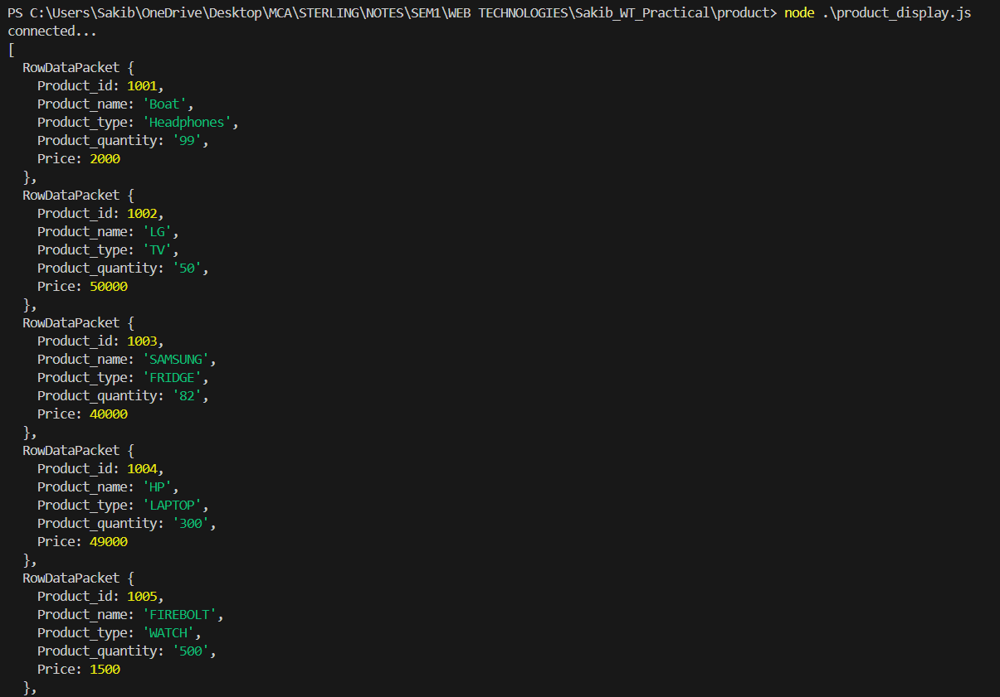 PS C:\Users\Sakib\OneDrive\Desktop\MCA\STERLING\NOTES\SEM1\WEB TECHNOLOGIES\Sakib_WT_Practical\product> node .\product_display.js
connected...
[
  RowDataPacket {
    Product_id: 1001,
    Product_name: 'Boat',
    Product_type: 'Headphones',
    Product_quantity: '99',
    Price: 2000
  },
  RowDataPacket {
    Product_id: 1002,
    Product_name: 'LG',
    Product_type: 'TV',
    Product_quantity: '50',
    Price: 50000
  },
  RowDataPacket {
    Product_id: 1003,
    Product_name: 'SAMSUNG',
    Product_type: 'FRIDGE',
    Product_quantity: '82',
    Price: 40000
  },
  RowDataPacket {
    Product_id: 1004,
    Product_name: 'HP',
    Product_type: 'LAPTOP',
    Product_quantity: '300',
    Price: 49000
  },
  RowDataPacket {
    Product_id: 1005,
    Product_name: 'FIREBOLT',
    Product_type: 'WATCH',
    Product_quantity: '500',
    Price: 1500
  },